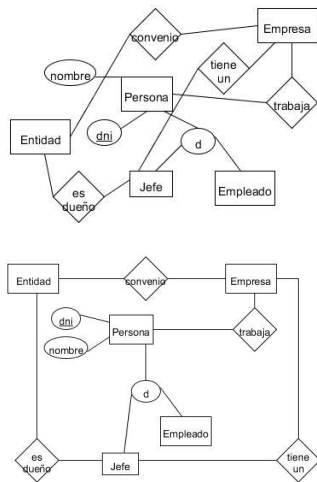 convenio
Empresa
tiene
un
nombre
Persona
trabaja
Entidad
dni
d
es
dueño
Jefe
Empleado
Entidad
convenio
Empresa
dni
Persona
trabaja
nombre
d
Empleado
es
dueño
Jefe
tiene
un